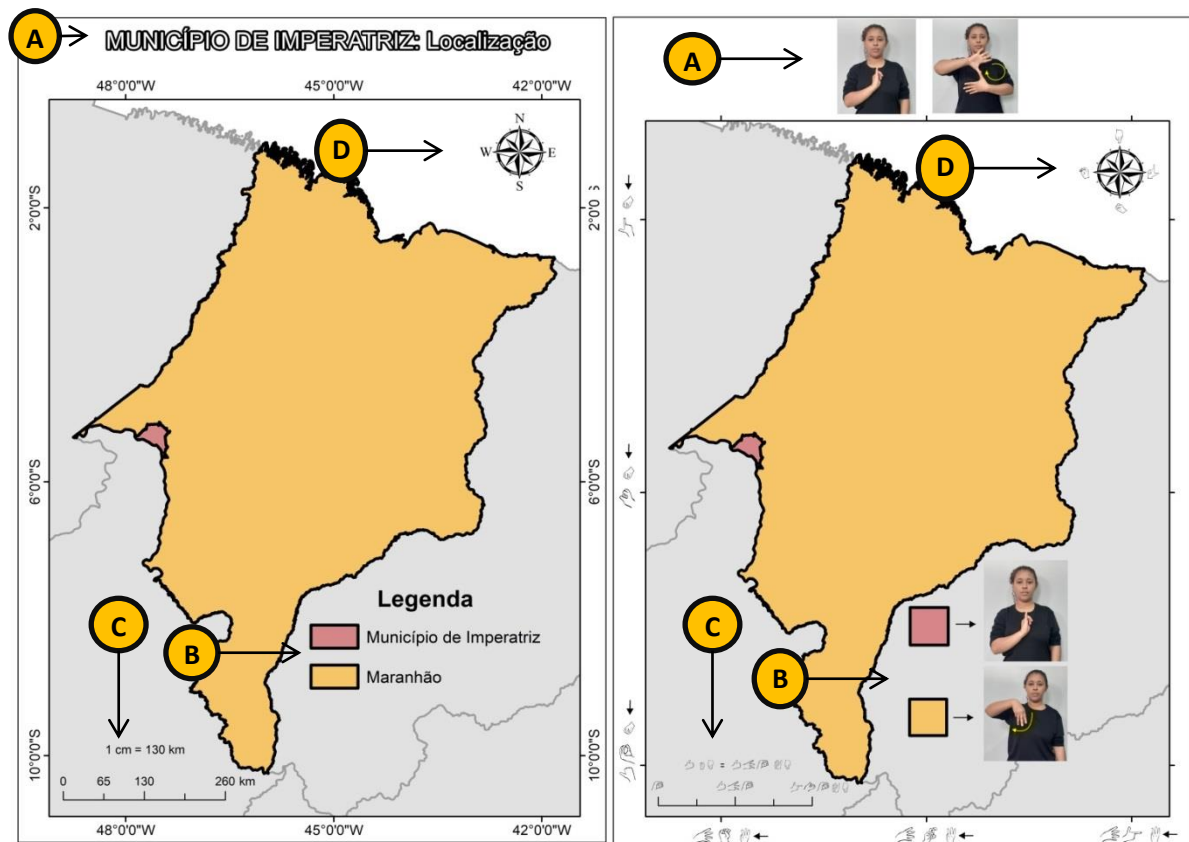 A
MUNICÍPIO DE IMPERATRIZ: Localização
48°0'0"W 45°0'0"W 42°0'0"W
D
N
W E
S
2°0'0"S 2°0'0"S
6°0'0"S 6°0'0"S
Legenda
C
B
Município de Imperatriz
Maranhão
1 cm = 130 km
0 65 130 260 km
10°0'0"S 10°0'0"S
48°0'0"W 45°0'0"W 42°0'0"W
A
D
C
B